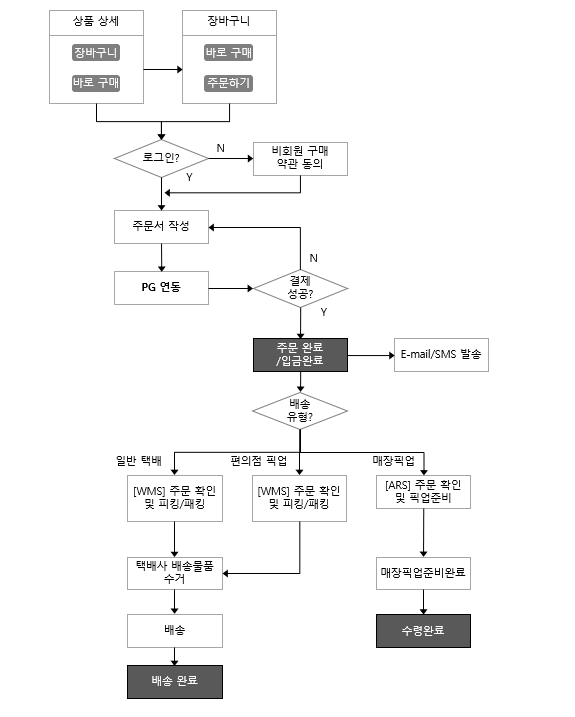 상품 상세
장바구니
장바구니
바로 구매
바로 구매
주문하기
로그인?
N
비회원 구매
약관 동의
Y
주문서 작성
N
PG 연동
결제
성공?
Y
주문 완료
/입금완료
E-mail/SMS 발송
배송
유형?
일반 택배
편의점 픽업
매장픽업
[WMS] 주문 확인
및 피킹/패킹
[WMS] 주문 확인
및 피킹/패킹
[ARS] 주문 확인
및 픽업준비
택배사 배송물품
수거
매장픽업준비완료
배송
수령완료
배송 완료